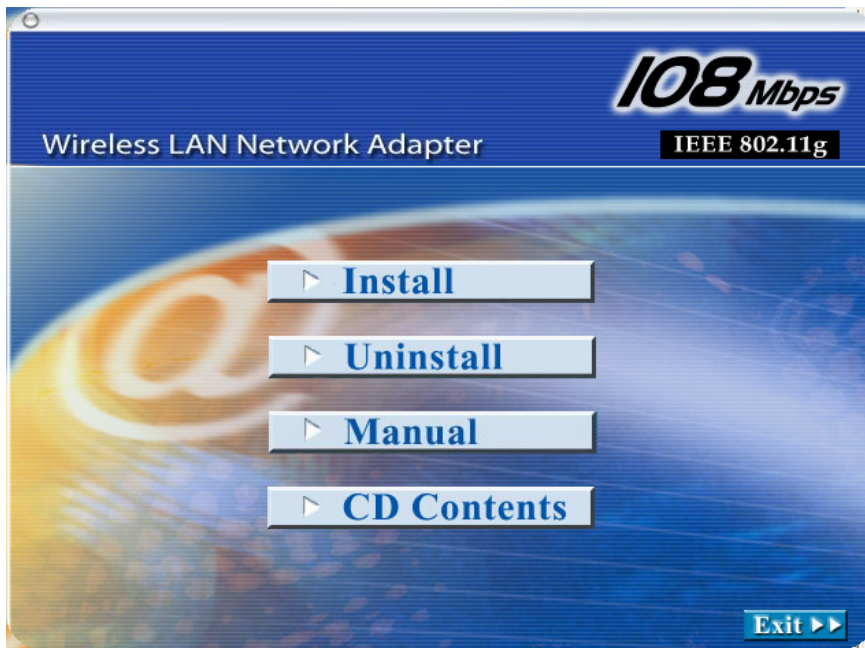 108 Mbps
Wireless LAN Network Adapter
IEEE 802.11g
@
Install
Uninstall
Manual
CD Contents
Exit